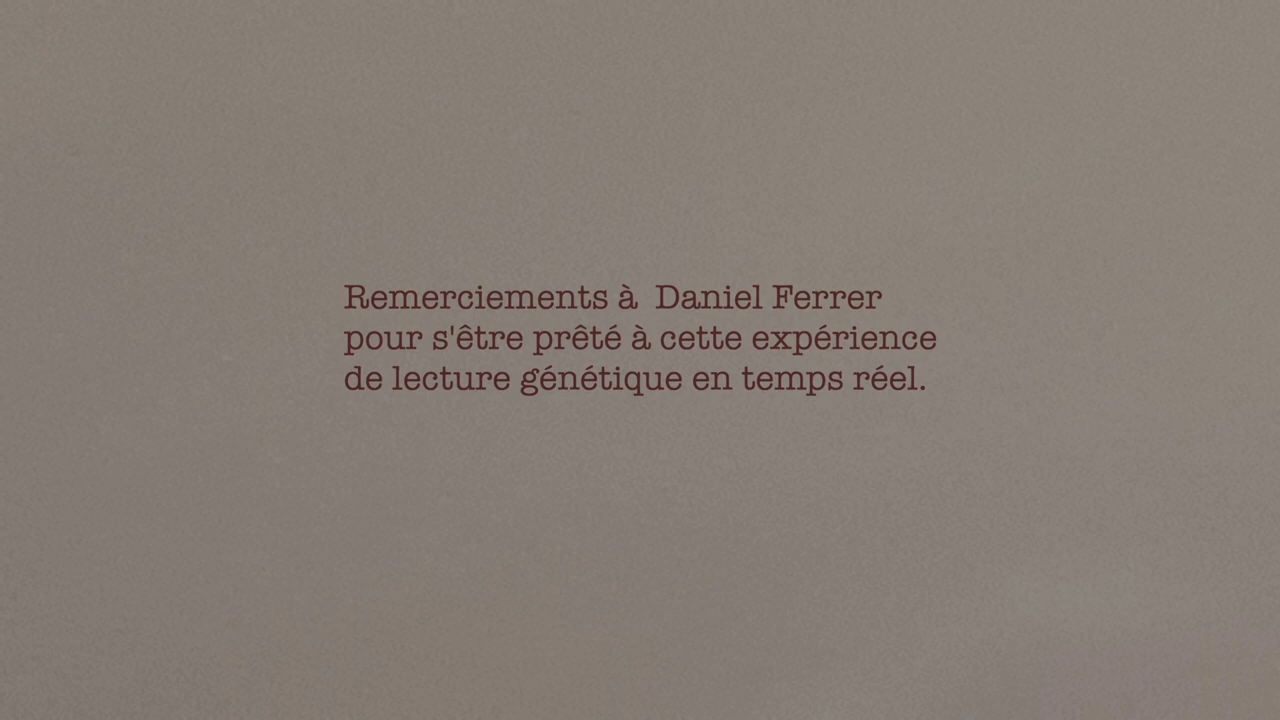 Remerciements à  Daniel Ferrer
pour s'être prêté à cette expérience
de lecture génétique en temps réel.